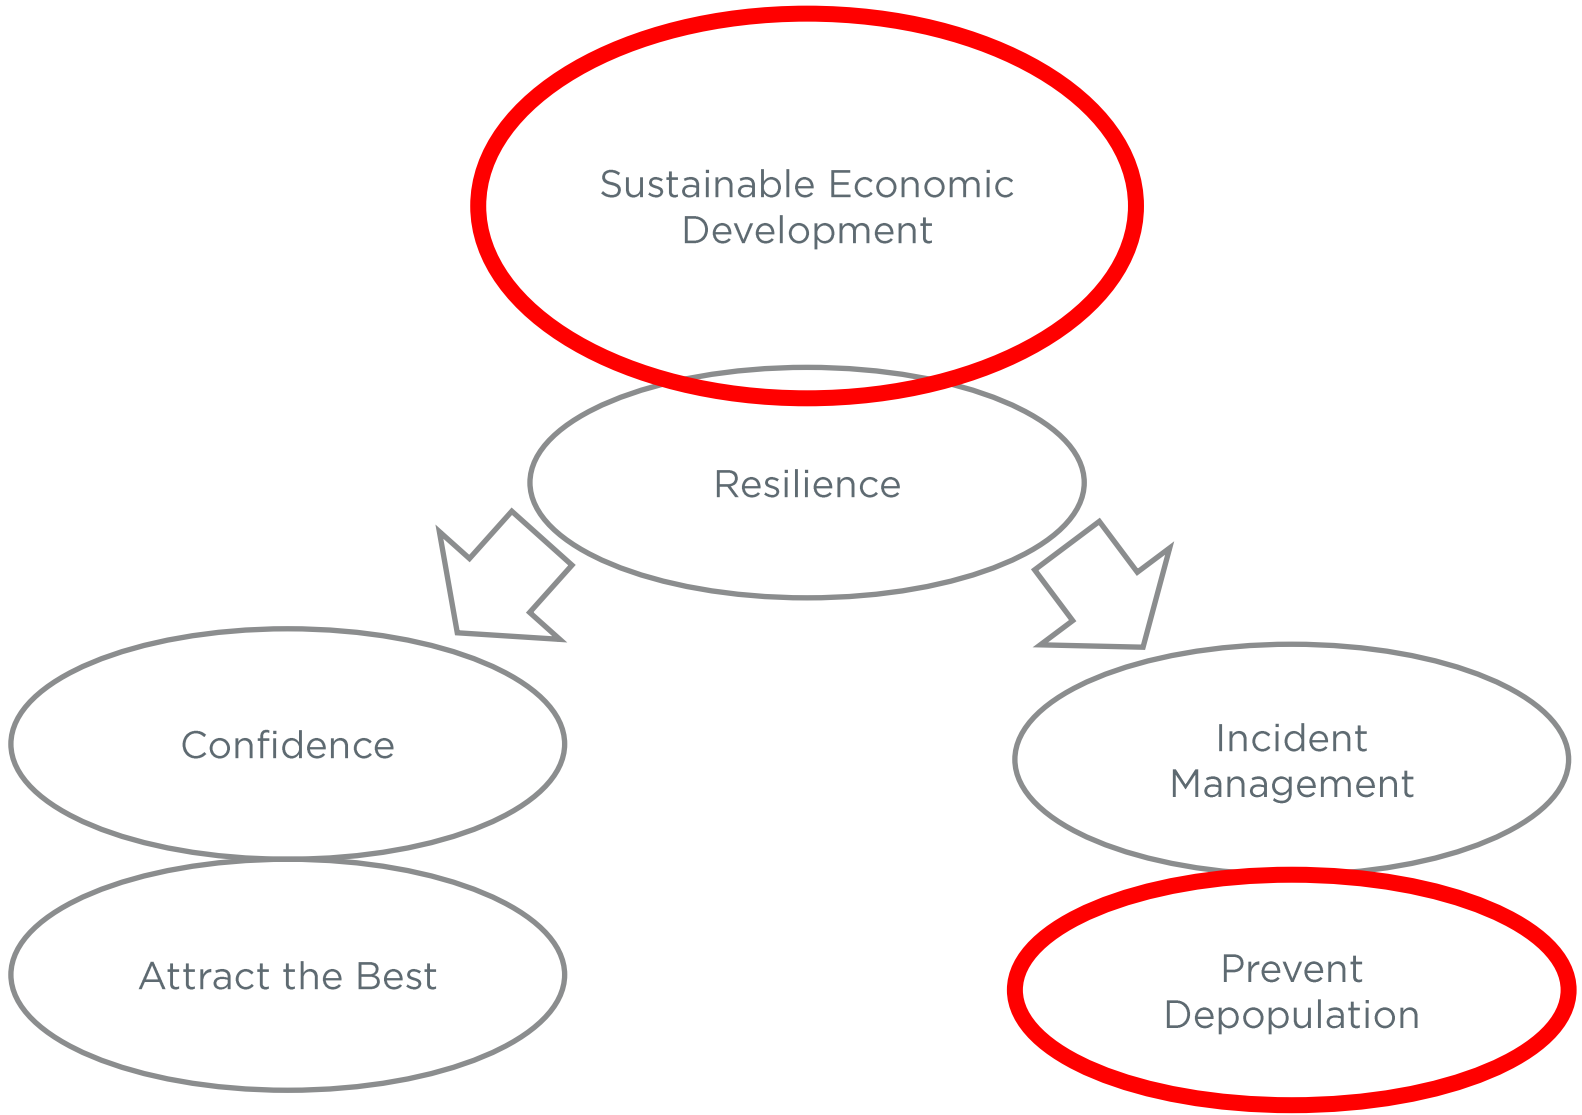 Sustainable Economic
Development
Resilience
Confidence
Attract the Best
Incident
Management
Prevent
Depopulation